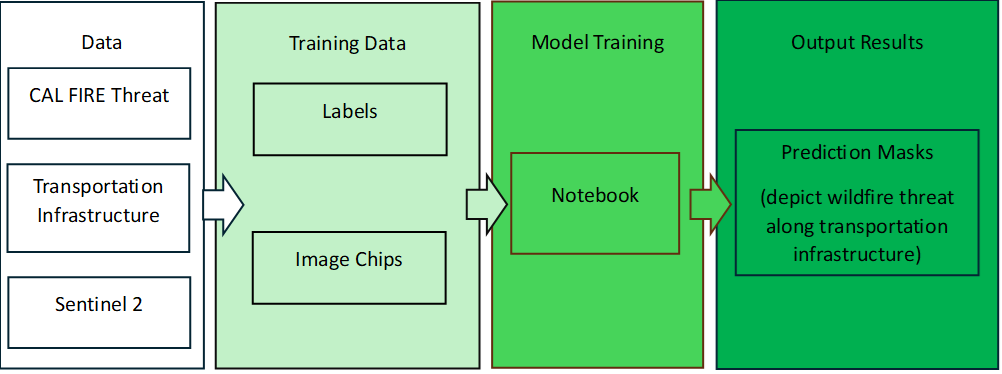 Data
CAL FIRE Threat
Transportation
Infrastructure
Sentinel 2
Training Data
Labels
Image Chips
Model Training
Notebook
Output Results
Prediction Masks
(depict wildfire threat
along transportation
infrastructure)